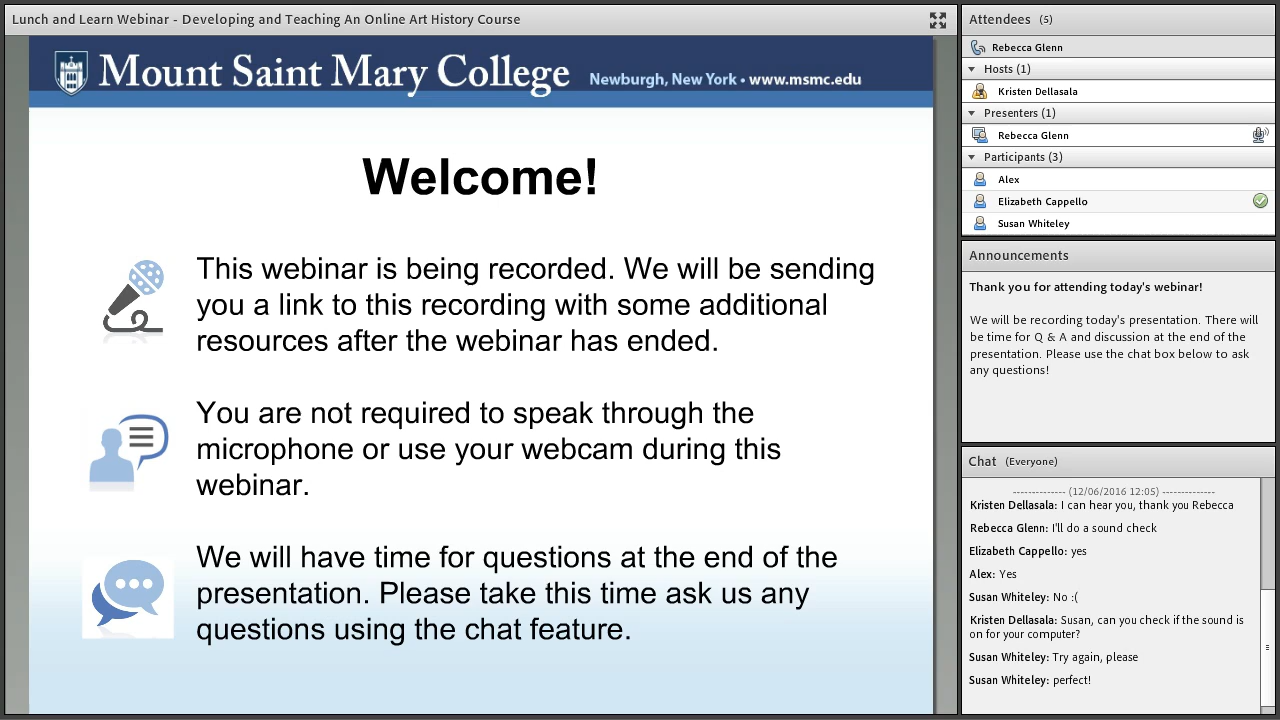 Lunch and Learn Webinar - Developing and Teaching An Online Art History Course
Mount Saint Mary College Newburgh, New York • www.msmc.edu
Welcome!
This webinar is being recorded. We will be sending
you a link to this recording with some additional
resources after the webinar has ended.
You are not required to speak through the
microphone or use your webcam during this
webinar.
We will have time for questions at the end of the
presentation. Please take this time ask us any
questions using the chat feature.
Attendees (5)
Rebecca Glenn
Hosts (1)
Kristen Dellasala
Presenters (1)
Rebecca Glenn
Participants (3)
Alex
Elizabeth Cappello
Susan Whiteley
Announcements
Thank you for attending today's webinar!
We will be recording today's presentation. There will
be time for Q & A and discussion at the end of the
presentation. Please use the chat box below to ask
any questions!
Chat (Everyone)
-------------- (12/06/2016 12:05) --------------
Kristen Dellasala: I can hear you, thank you Rebecca
Rebecca Glenn: I'll do a sound check
Elizabeth Cappello: yes
Alex: Yes
Susan Whiteley: No :(
Kristen Dellasala: Susan, can you check if the sound is
on for your computer?
Susan Whiteley: Try again, please
Susan Whiteley: perfect!